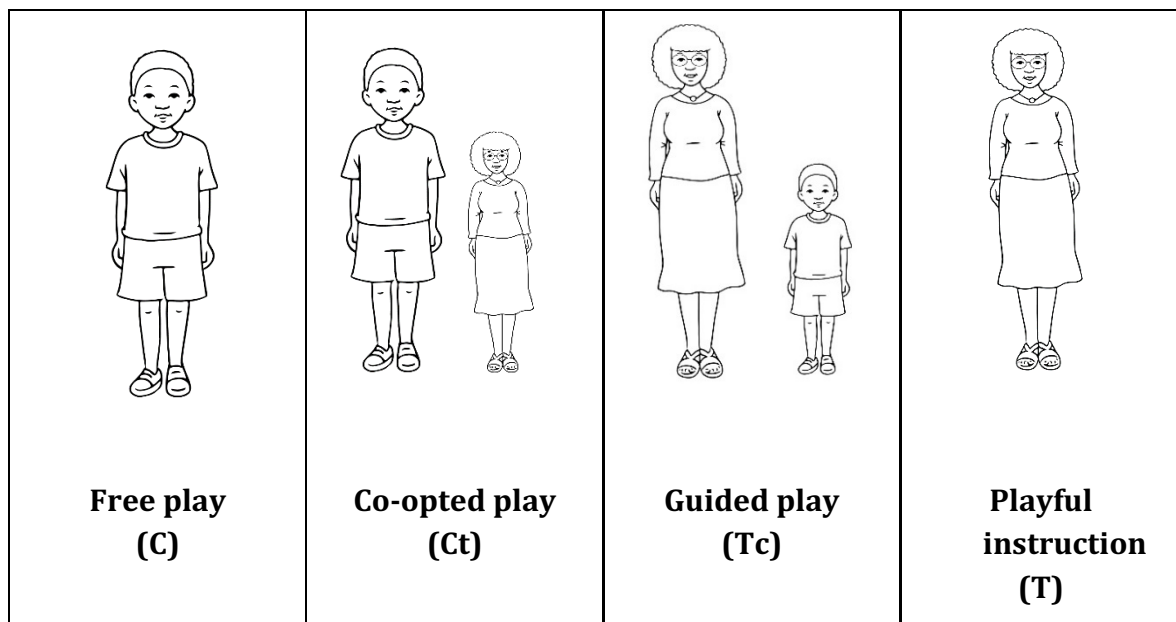 Free play
(C)
Co-opted play
(Ct)
Guided play
(Tc)
Playful
instruction
(T)